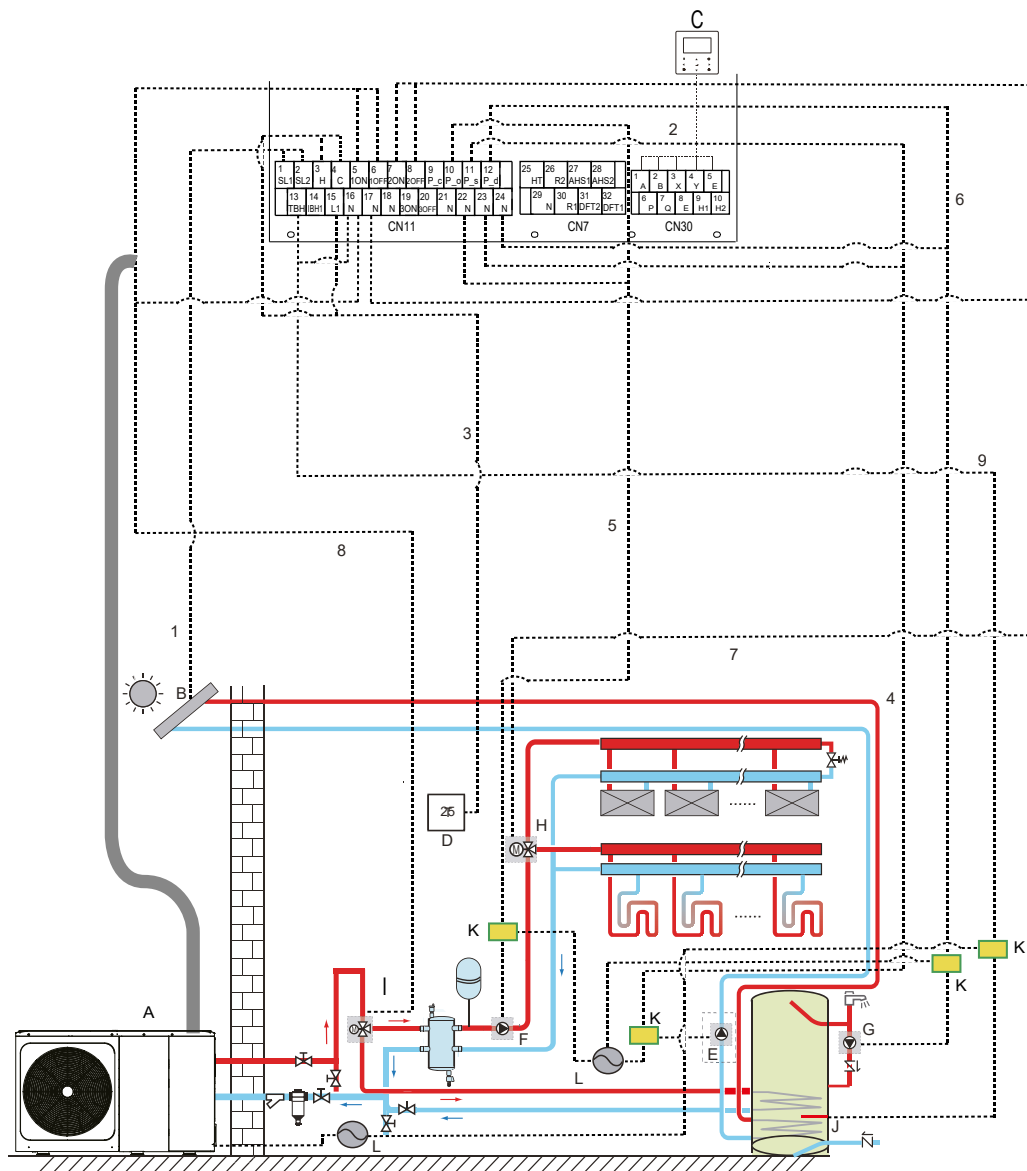 C
2
1 2 3 4 5 6 7 8 9 10 11 12
SL1 SL2 H C 1ON 1OFF 2ON 2OFF P_c P_o P_s P_d
13 14 15 16 17 18 19 20 21 22 23 24
TBH IBH1 L1 N N N 3ON 3OFF N N N N
CN11
25 26 27 28
HT R2 AHS1 AHS2
29 30 31 32
N R1 DFT2 DFT1
CN7
1 2 3 4 5
A B X Y E
6 7 8 9 10
P Q E H1 H2
CN30
6
3
9
5
8
1
7
B
4
H
M
D
K
K
I
K
A
M
F
K
G
E
L
J
L
N